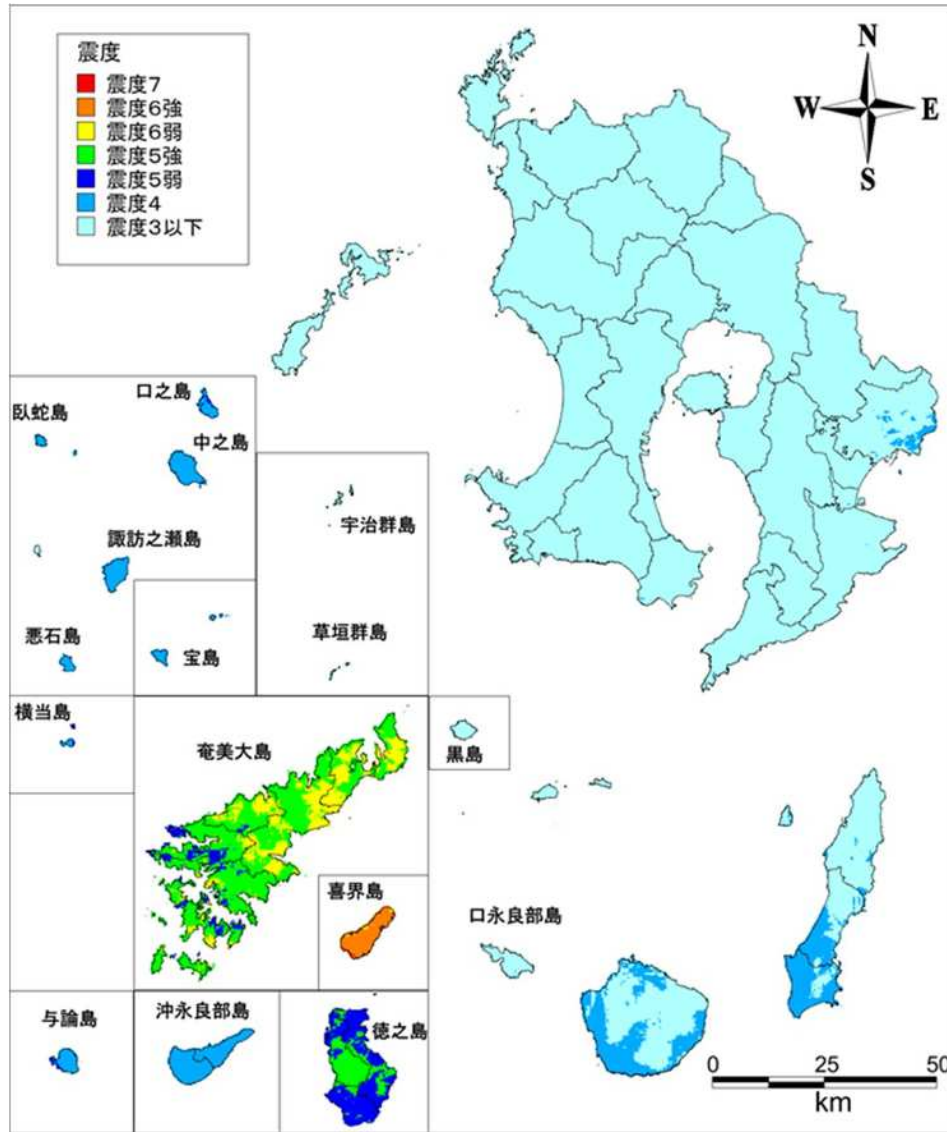 震度
震度7
震度6強
震度6弱
震度5強
震度5弱
震度4
震度3以下
N
W
E
S
口之島
臥蛇島
中之島
宇治群島
諏訪之瀬島
悪石島
宝島
草垣群島
横当島
奄美大島
黒島
喜界島
口永良部島
与論島
沖永良部島
徳之島
0 25 50
km